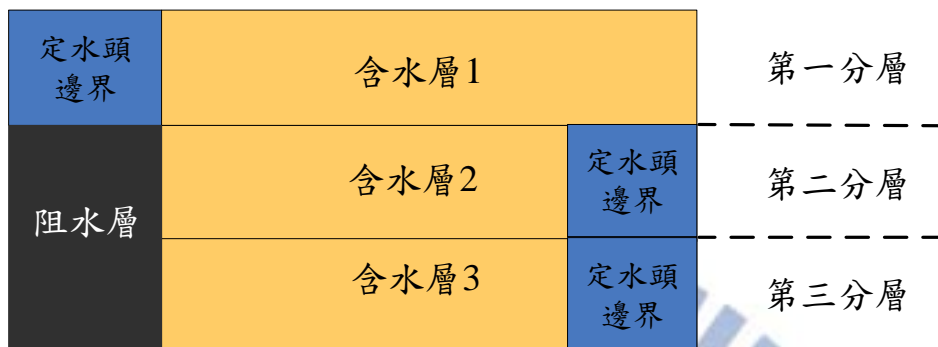 定水頭
邊界
含水層1
第一分層
阻水層
含水層2
定水頭
邊界
第二分層
含水層3
定水頭
邊界
第三分層